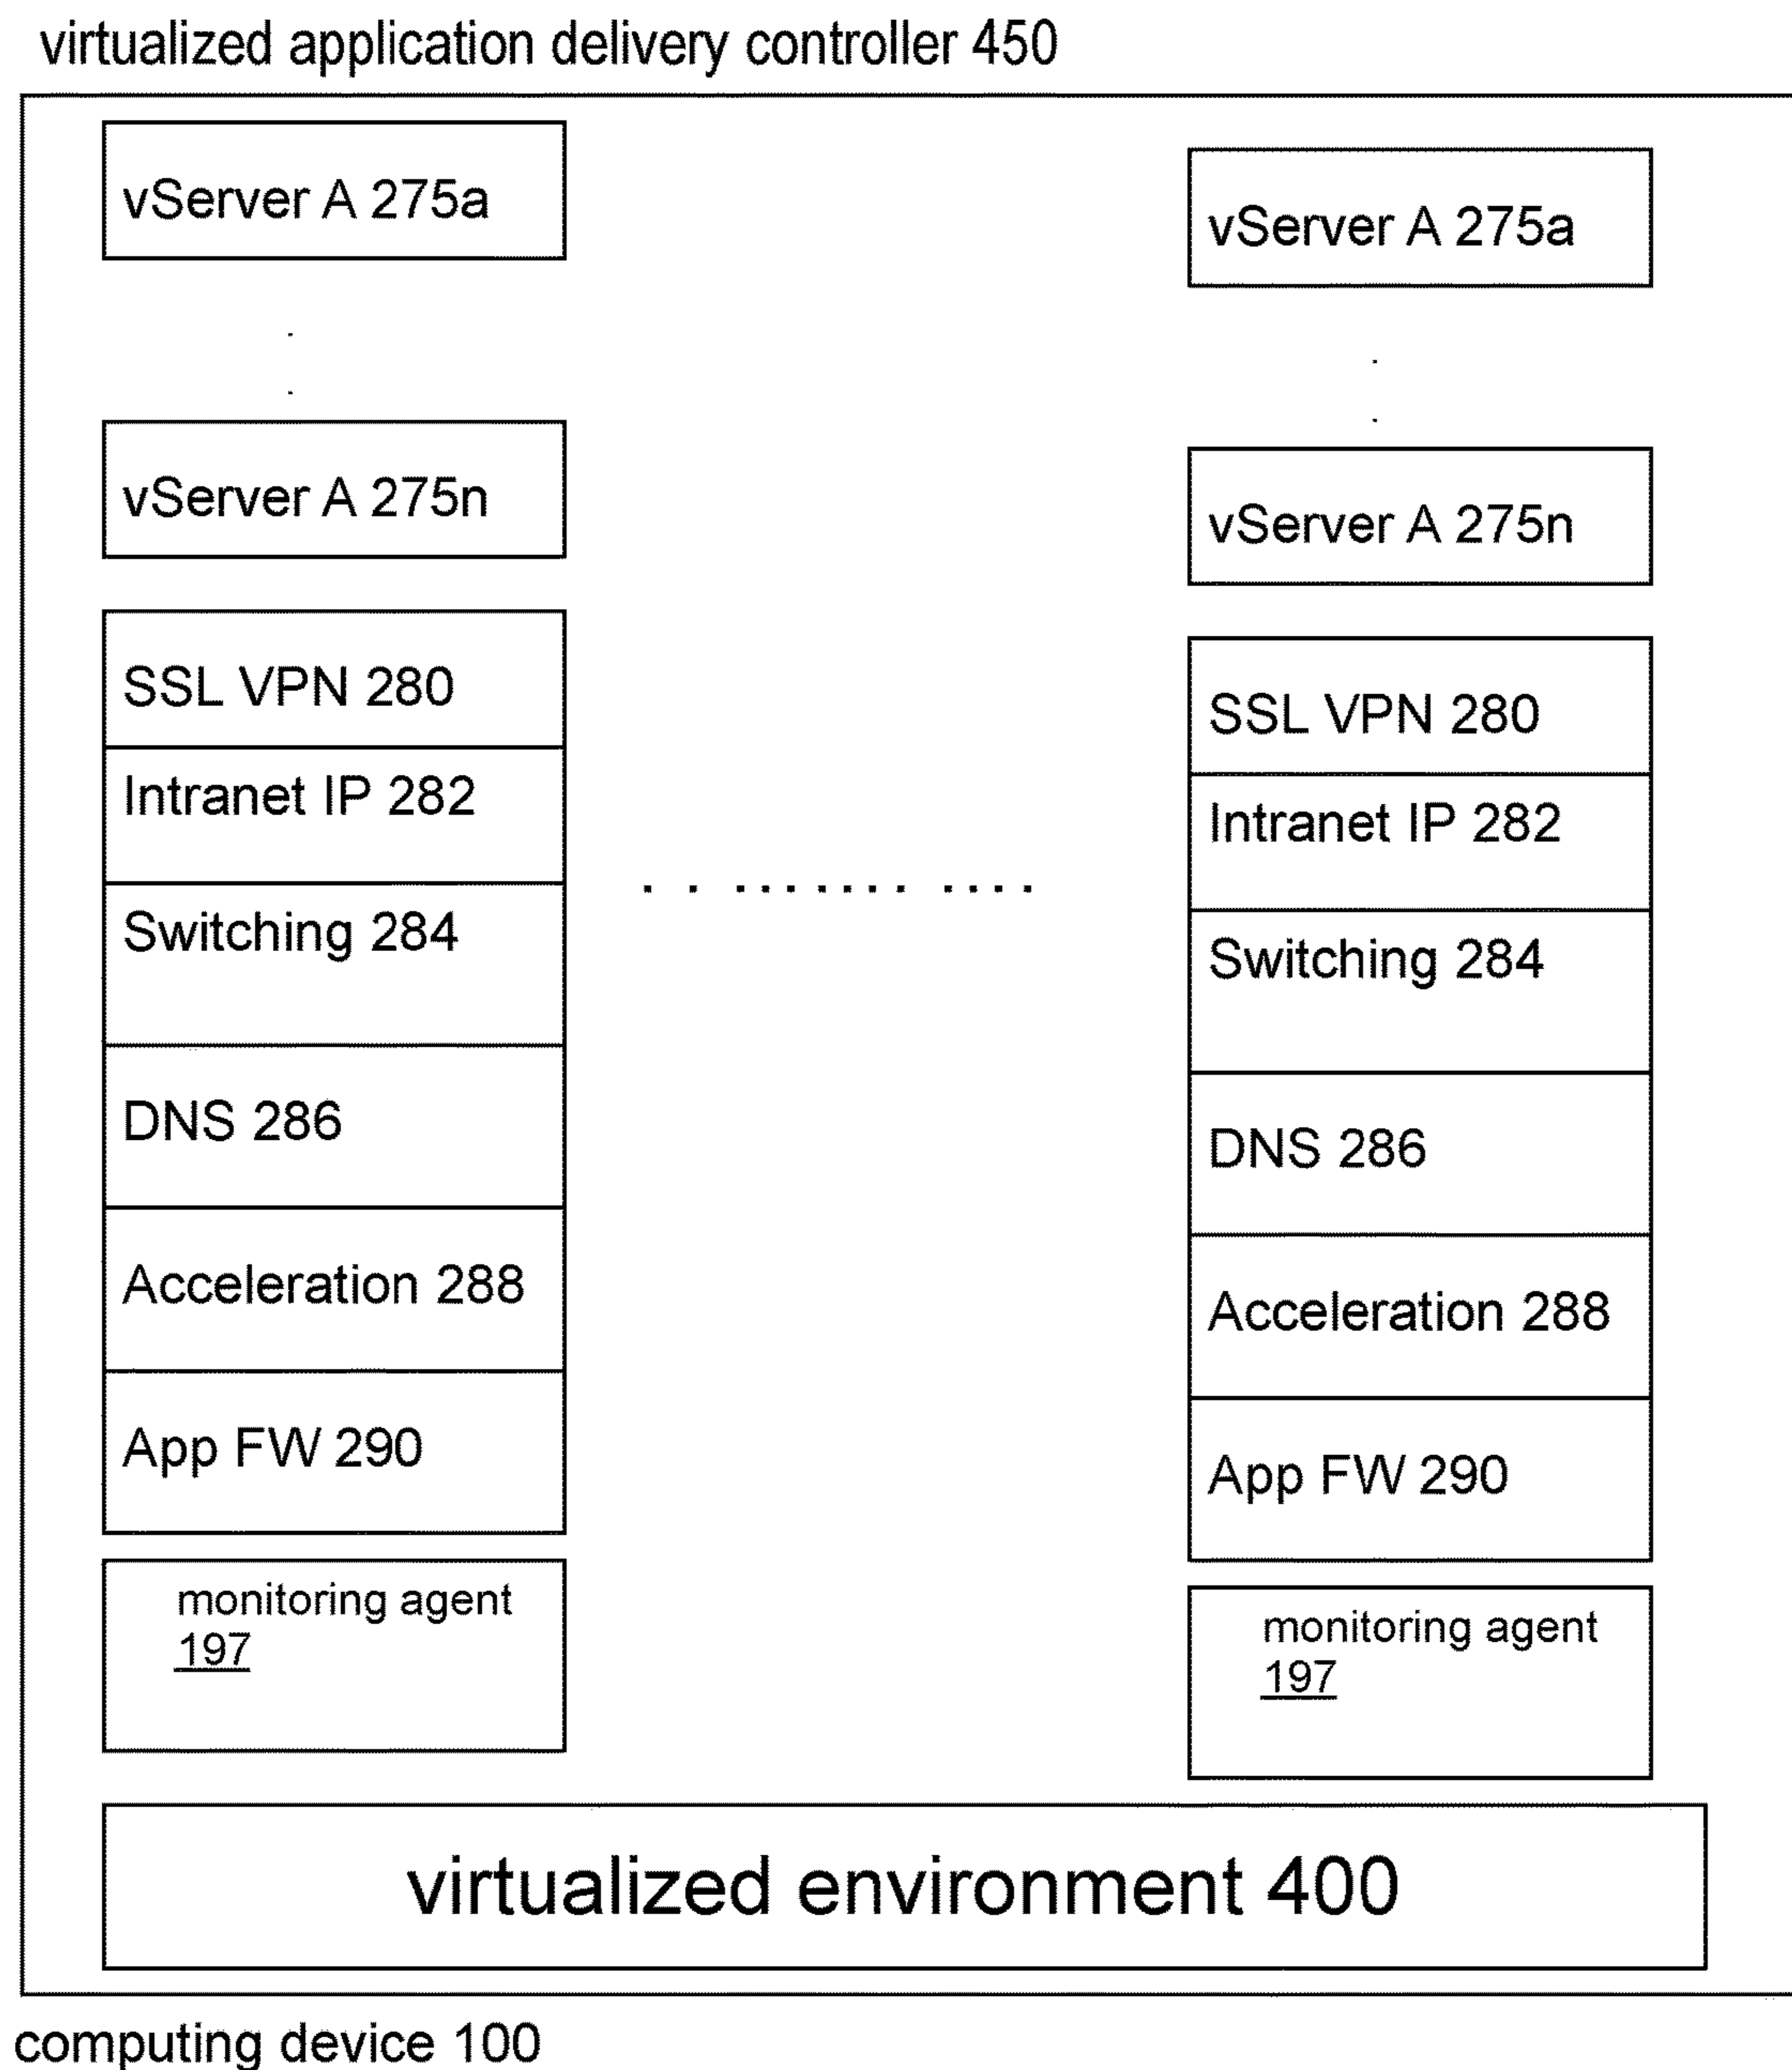 virtualized application delivery controller 450
vServer A 275a
vServer A 275n
SSL VPN 280
Intranet IP 282
Switching 284
DNS 286
Acceleration 288
App FW 290
monitoring agent
197
vServer A 275a
vServer A 275n
SSL VPN 280
Intranet IP 282
Switching 284
DNS 286
Acceleration 288
App FW 290
monitoring agent
197
virtualized environment 400
computing device 100